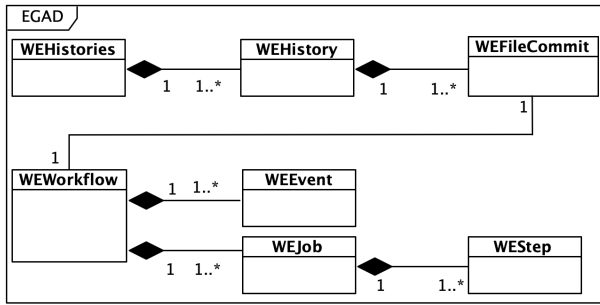 EGAD
WEHistories
WEHistory
WEFileCommit
1 1..*
1 1..*
1
1
WEWorkflow
WEEvent
1 1..*
WEJob
WEStep
1 1..*
1 1..*